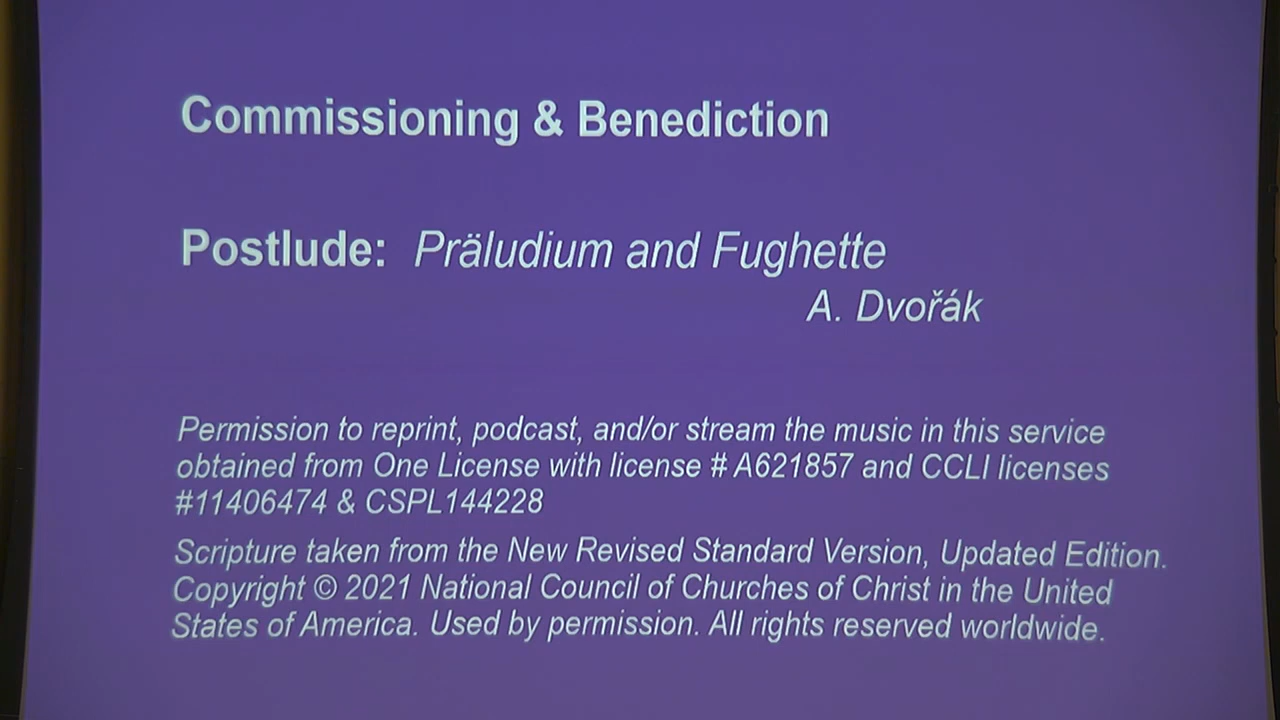 Commissioning & Benediction
Postlude: Präludium and Fughette
A. Dvořák
Permission to reprint, podcast, and/or stream the music in this service
obtained from One License with license # A621857 and CCLI licenses
#11406474 & CSPL144228
Scripture taken from the New Revised Standard Version, Updated Edition.
Copyright © 2021 National Council of Churches of Christ in the United
States of America. Used by permission. All rights reserved worldwide.